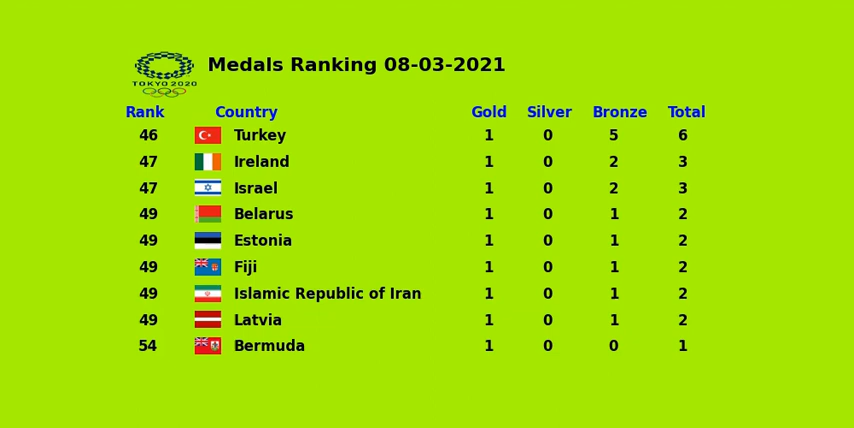 Medals Ranking 08-03-2021
TOKYO 2020
Rank Country Gold Silver Bronze Total
46 Turkey 1 0 5 6
47 Ireland 1 0 2 3
47 Israel 1 0 2 3
49 Belarus 1 0 1 2
49 Estonia 1 0 1 2
49 Fiji 1 0 1 2
49 Islamic Republic of Iran 1 0 1 2
49 Latvia 1 0 1 2
54 Bermuda 1 0 0 1